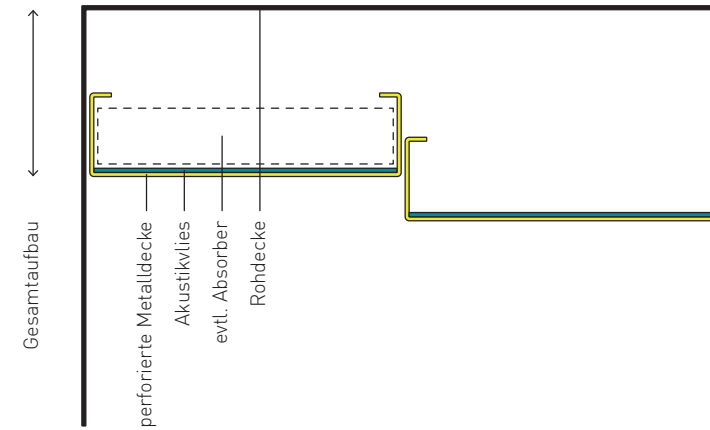 Gesamtaufbau
perforierte Metalldecke
Akustikvlies
evtl. Absorber
Rohdecke